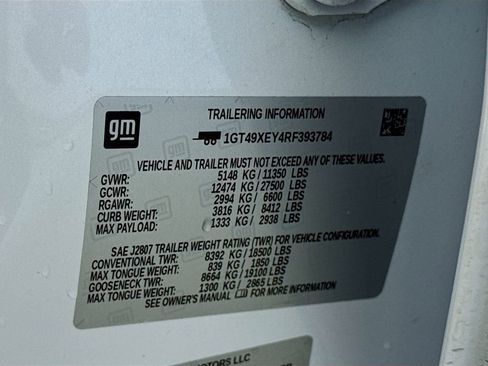 gm
TRAILERING INFORMATION
1GT49XEY4RF393784
VEHICLE AND TRAILER MUST NOT EXCEED ANY OF THESE VALUES.
GVWR: 5148 KG / 11350 LBS
GCWR: 12474 KG / 27500 LBS
RGAWR: 2994 KG / 6600 LBS
CURB WEIGHT: 3816 KG / 8412 LBS
MAX PAYLOAD: 1333 KG / 2938 LBS
SAE J2807 TRAILER WEIGHT RATING (TWR) FOR VEHICLE CONFIGURATION.
CONVENTIONAL TWR: 8392 KG / 18500 LBS
MAX TONGUE WEIGHT: 839 KG / 1850 LBS
GOOSENECK TWR: 8664 KG / 19100 LBS
MAX TONGUE WEIGHT: 1300 KG / 2865 LBS
SEE OWNER'S MANUAL FOR MORE INFORMATION
MOTORS LLC